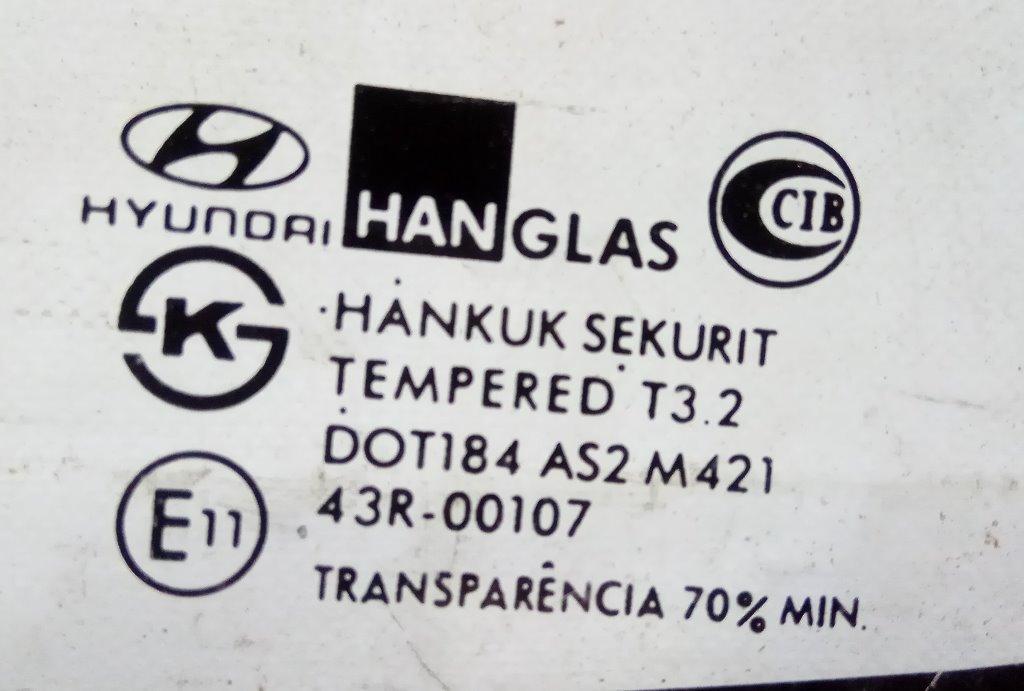 HYUNDAI
HANGLAS
CIB
K
HANKUK SEKURIT
TEMPERED T3.2
DOT184 AS2 M421
43R-00107
E11
TRANSPARÊNCIA 70% MIN.